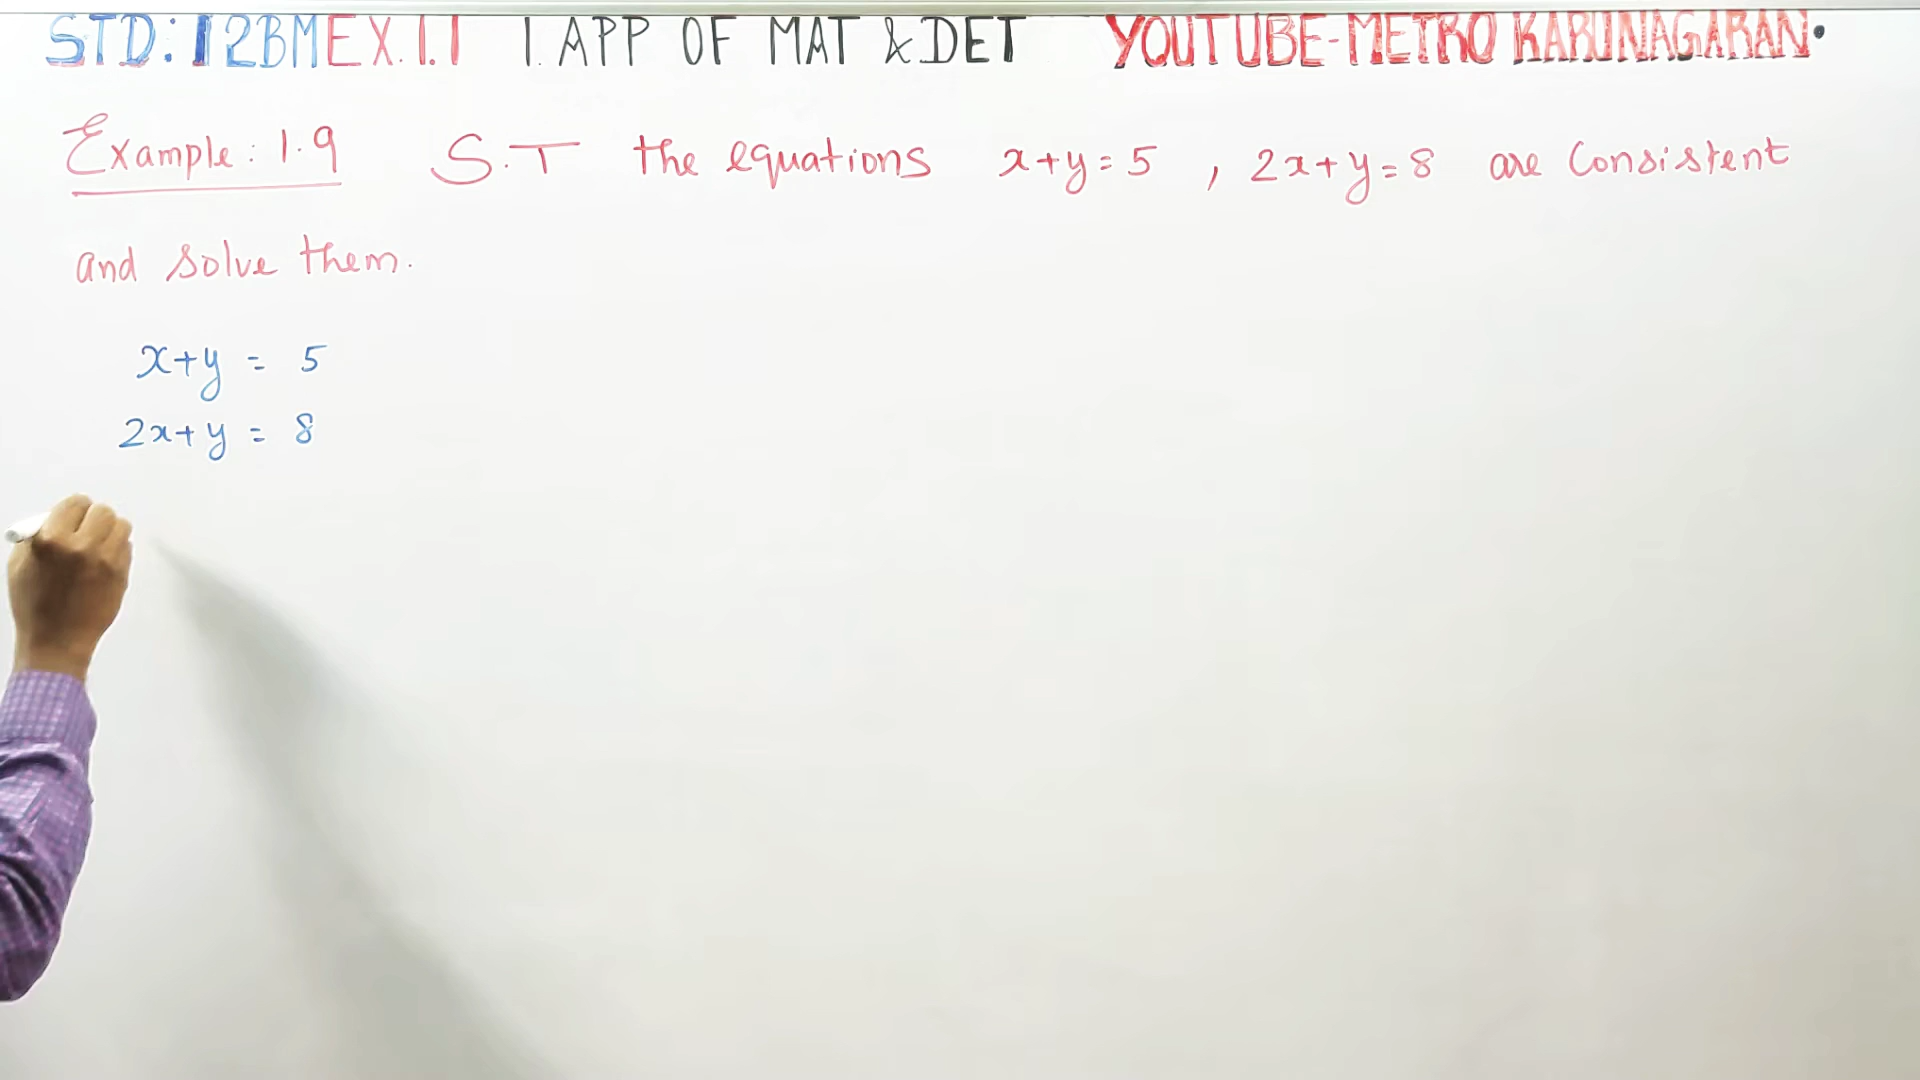 STD:12BM EX.1.1 1. APP OF MAT & DET YOUTUBE-METRO KARUNAGARAN.
Example: 1.9 S.T the equations x+y=5 , 2x+y=8 are Consistent
and solve them.
x+y = 5
2x+y = 8